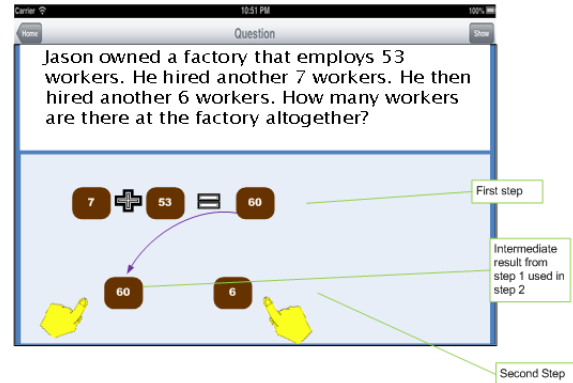 Carrier 10:51 PM 100%
Home Question Show
Jason owned a factory that employs 53
workers. He hired another 7 workers. He then
hired another 6 workers. How many workers
are there at the factory altogether?
7 + 53 = 60
First step
Intermediate
result from
step 1 used in
step 2
60 6
Second Step